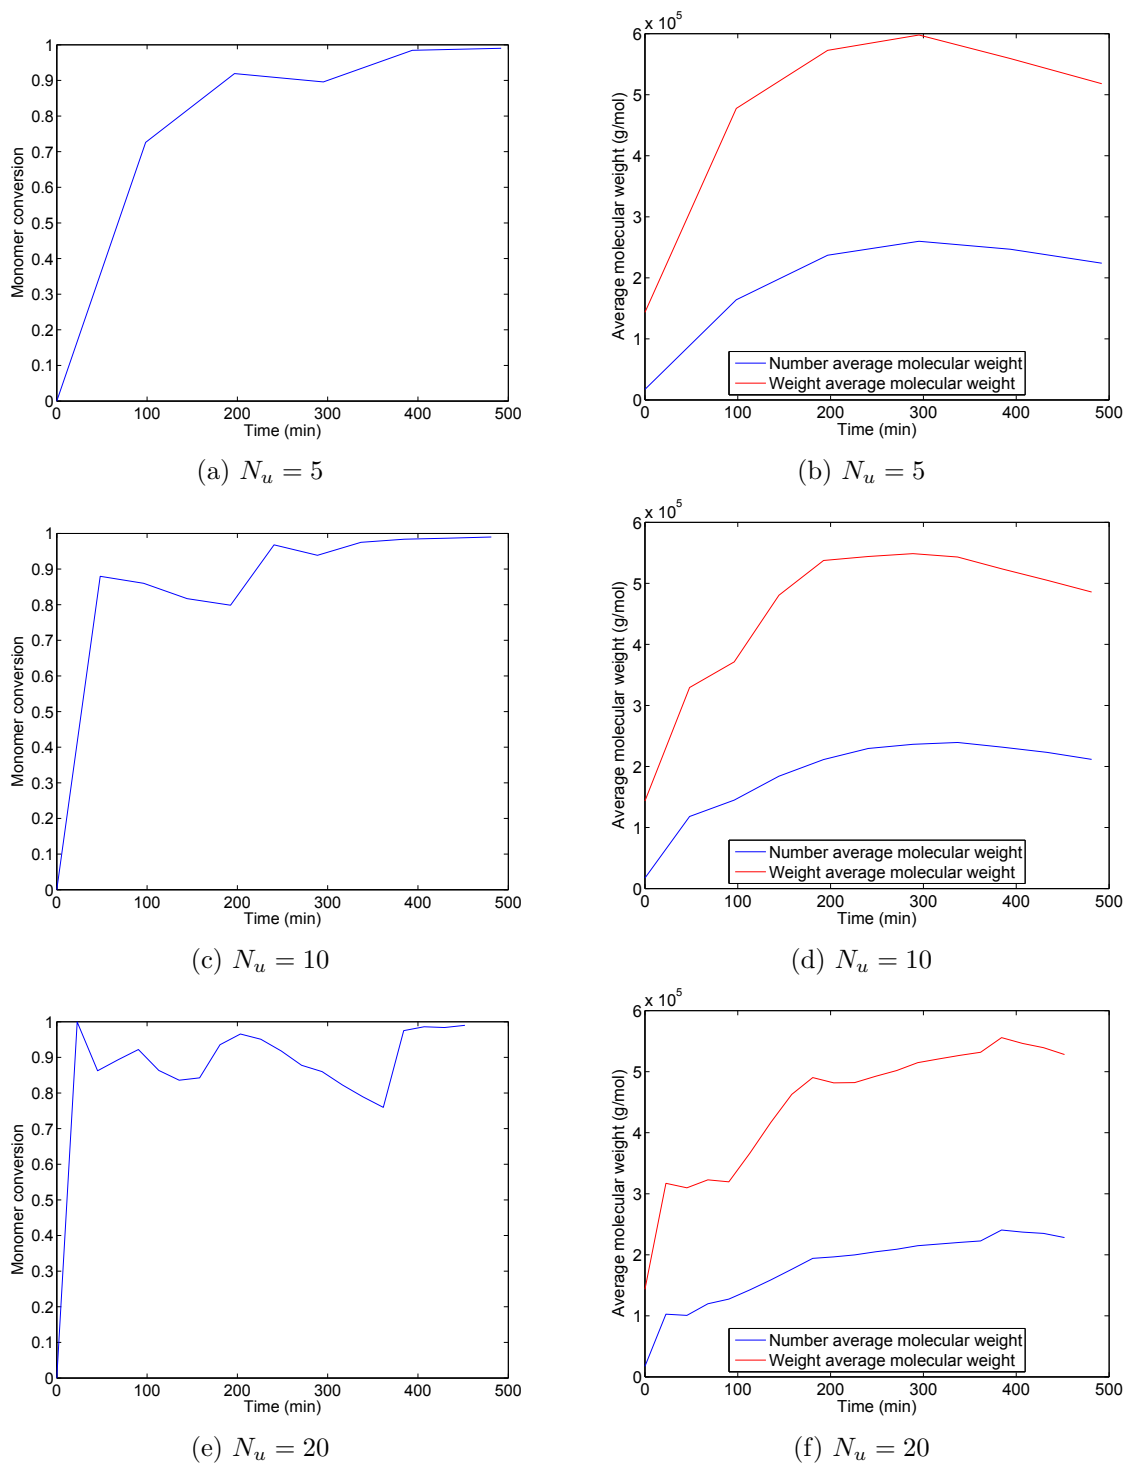 1
0.9
0.8
0.7
0.6
0.5
0.4
0.3
0.2
0.1
0
0 100 200 300 400 500
Monomer conversion
Time (min)
(a) N_u = 5
x 10^5
6
5
4
3
2
1
0
0 100 200 300 400 500
Average molecular weight (g/mol)
Number average molecular weight
Weight average molecular weight
Time (min)
(b) N_u = 5
1
0.9
0.8
0.7
0.6
0.5
0.4
0.3
0.2
0.1
0
0 100 200 300 400 500
Monomer conversion
Time (min)
(c) N_u = 10
x 10^5
6
5
4
3
2
1
0
0 100 200 300 400 500
Average molecular weight (g/mol)
Number average molecular weight
Weight average molecular weight
Time (min)
(d) N_u = 10
1
0.9
0.8
0.7
0.6
0.5
0.4
0.3
0.2
0.1
0
0 100 200 300 400 500
Monomer conversion
Time (min)
(e) N_u = 20
x 10^5
6
5
4
3
2
1
0
0 100 200 300 400 500
Average molecular weight (g/mol)
Number average molecular weight
Weight average molecular weight
Time (min)
(f) N_u = 20